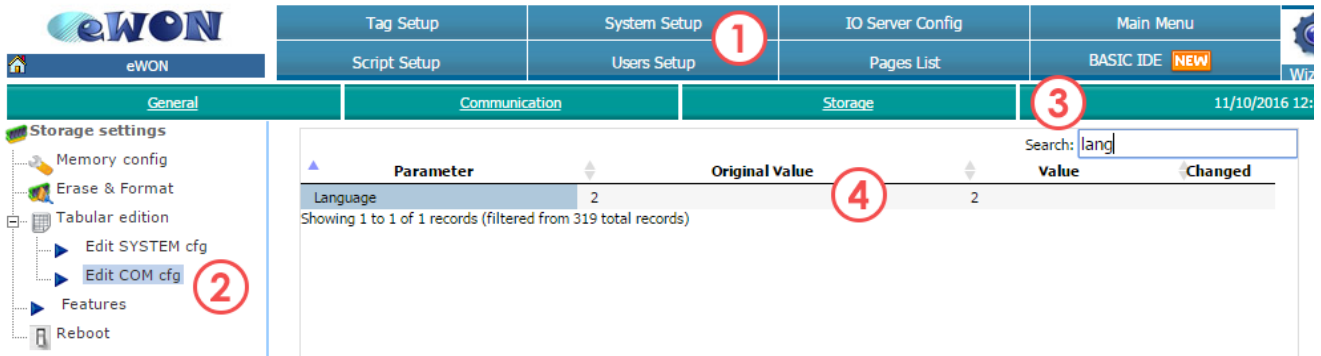 eWON
Tag Setup
System Setup
IO Server Config
Main Menu
eWON
Script Setup
Users Setup
Pages List
BASIC IDE NEW
1
General
Communication
Storage
3
11/10/2016 12:
Storage settings
Memory config
Erase & Format
Tabular edition
Edit SYSTEM cfg
Edit COM cfg
2
Features
Reboot
Search: lang
Parameter
Original Value
Value
Changed
Language
2
4
2
Showing 1 to 1 of 1 records (filtered from 319 total records)